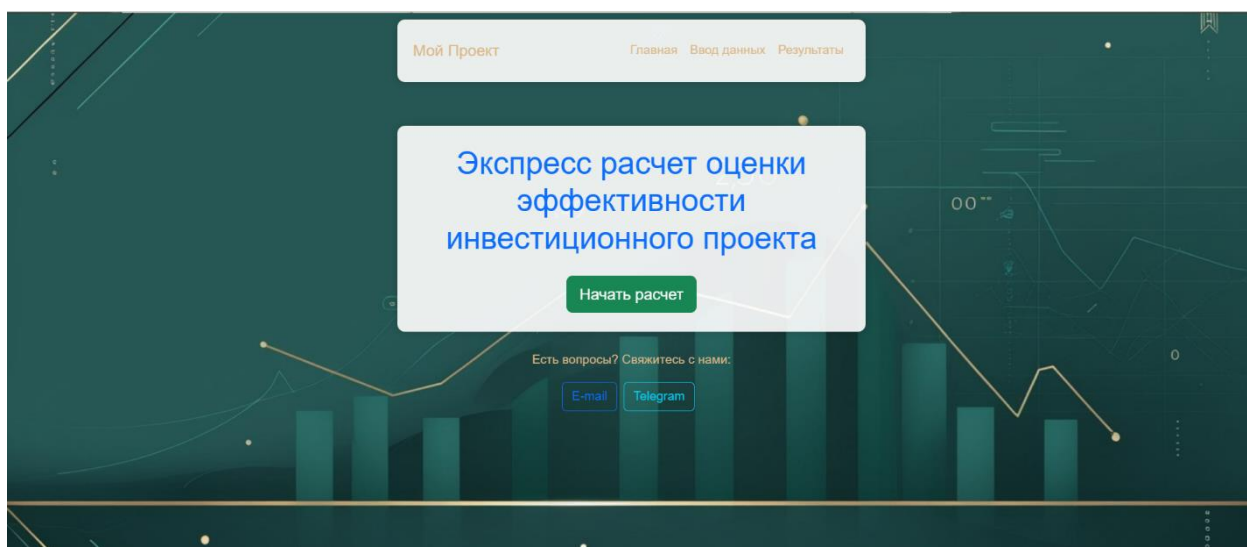 Мой Проект
Главная Ввод данных Результаты
Экспресс расчет оценки
эффективности
инвестиционного проекта
Начать расчет
Есть вопросы? Свяжитесь с нами:
E-mail Telegram